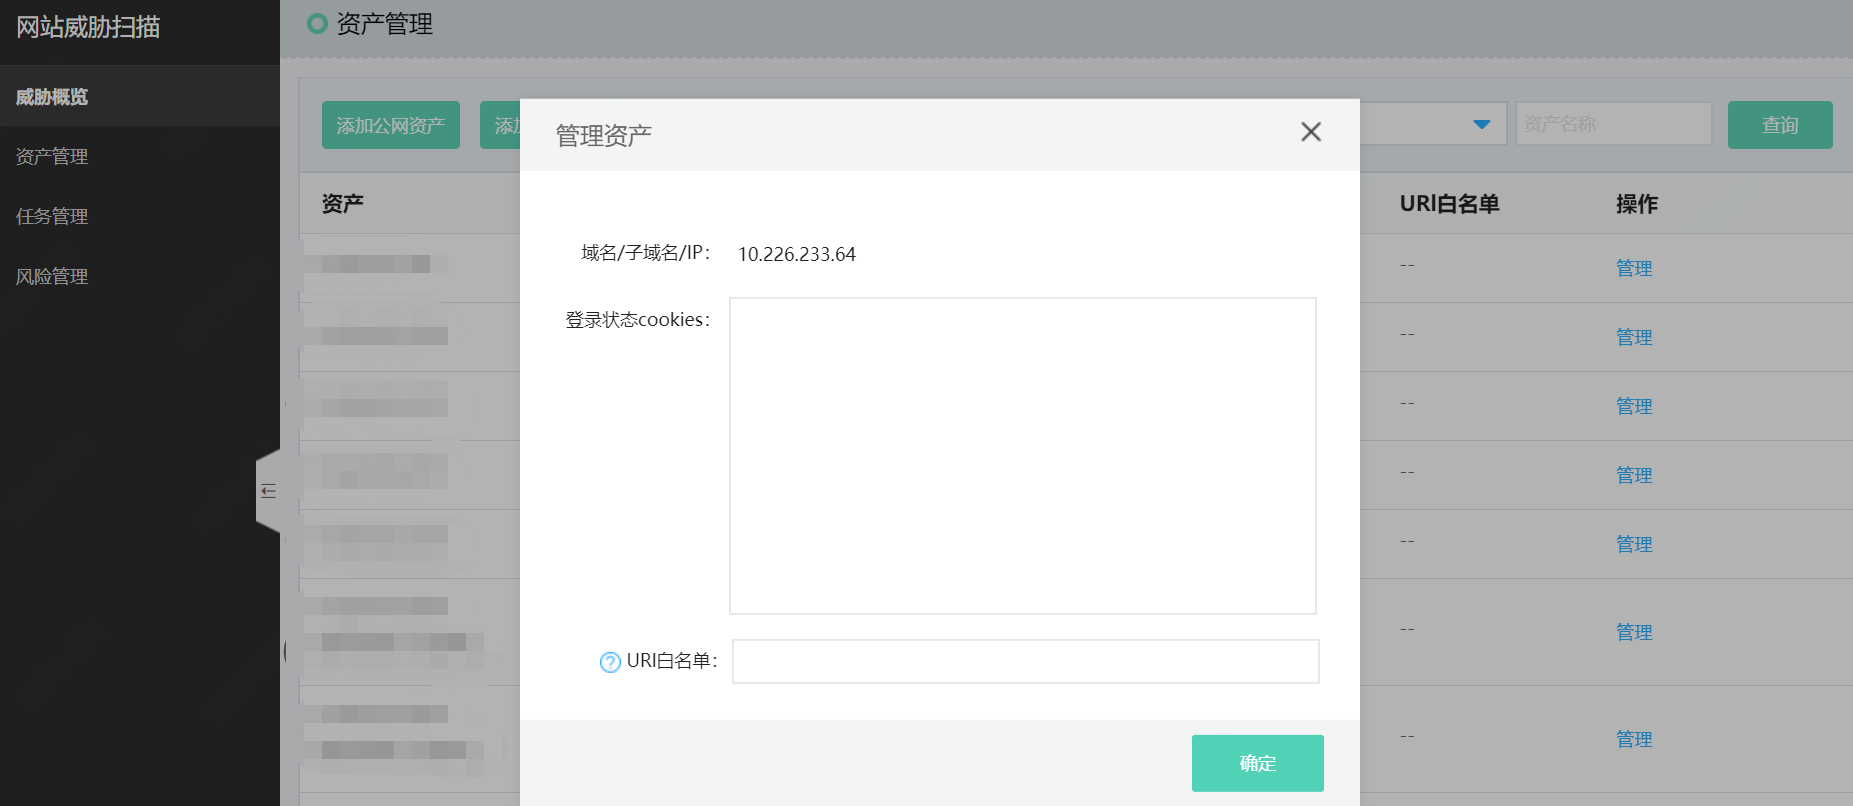 网站威胁扫描
威胁概览
资产管理
任务管理
风险管理
资产管理
添加公网资产
添加
资产名称
查询
资产
URI白名单
操作
--
管理
--
管理
--
管理
--
管理
--
管理
--
管理
--
管理
管理资产
域名/子域名/IP：
10.226.233.64
登录状态cookies：
? URI白名单：
确定